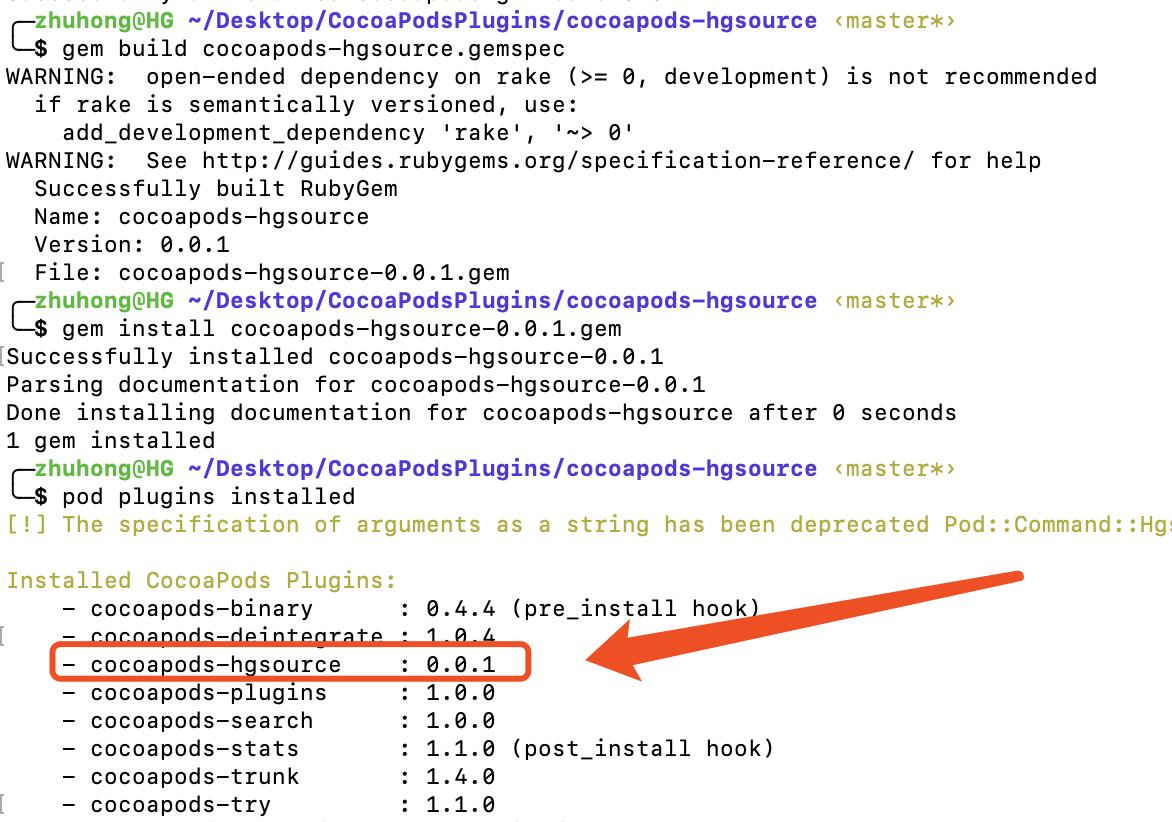 zhuhong@HG ~/Desktop/CocoaPodsPlugins/cocoapods-hgsource ‹master*›
$ gem build cocoapods-hgsource.gemspec
WARNING:  open-ended dependency on rake (>= 0, development) is not recommended
  if rake is semantically versioned, use:
    add_development_dependency 'rake', '~> 0'
WARNING:  See http://guides.rubygems.org/specification-reference/ for help
  Successfully built RubyGem
  Name: cocoapods-hgsource
  Version: 0.0.1
  File: cocoapods-hgsource-0.0.1.gem
zhuhong@HG ~/Desktop/CocoaPodsPlugins/cocoapods-hgsource ‹master*›
$ gem install cocoapods-hgsource-0.0.1.gem
Successfully installed cocoapods-hgsource-0.0.1
Parsing documentation for cocoapods-hgsource-0.0.1
Done installing documentation for cocoapods-hgsource after 0 seconds
1 gem installed
zhuhong@HG ~/Desktop/CocoaPodsPlugins/cocoapods-hgsource ‹master*›
$ pod plugins installed
[!] The specification of arguments as a string has been deprecated Pod::Command::Hgs
Installed CocoaPods Plugins:
    - cocoapods-binary      : 0.4.4 (pre_install hook)
    - cocoapods-deintegrate : 1.0.4
    - cocoapods-hgsource    : 0.0.1
    - cocoapods-plugins     : 1.0.0
    - cocoapods-search      : 1.0.0
    - cocoapods-stats       : 1.1.0 (post_install hook)
    - cocoapods-trunk       : 1.4.0
    - cocoapods-try         : 1.1.0